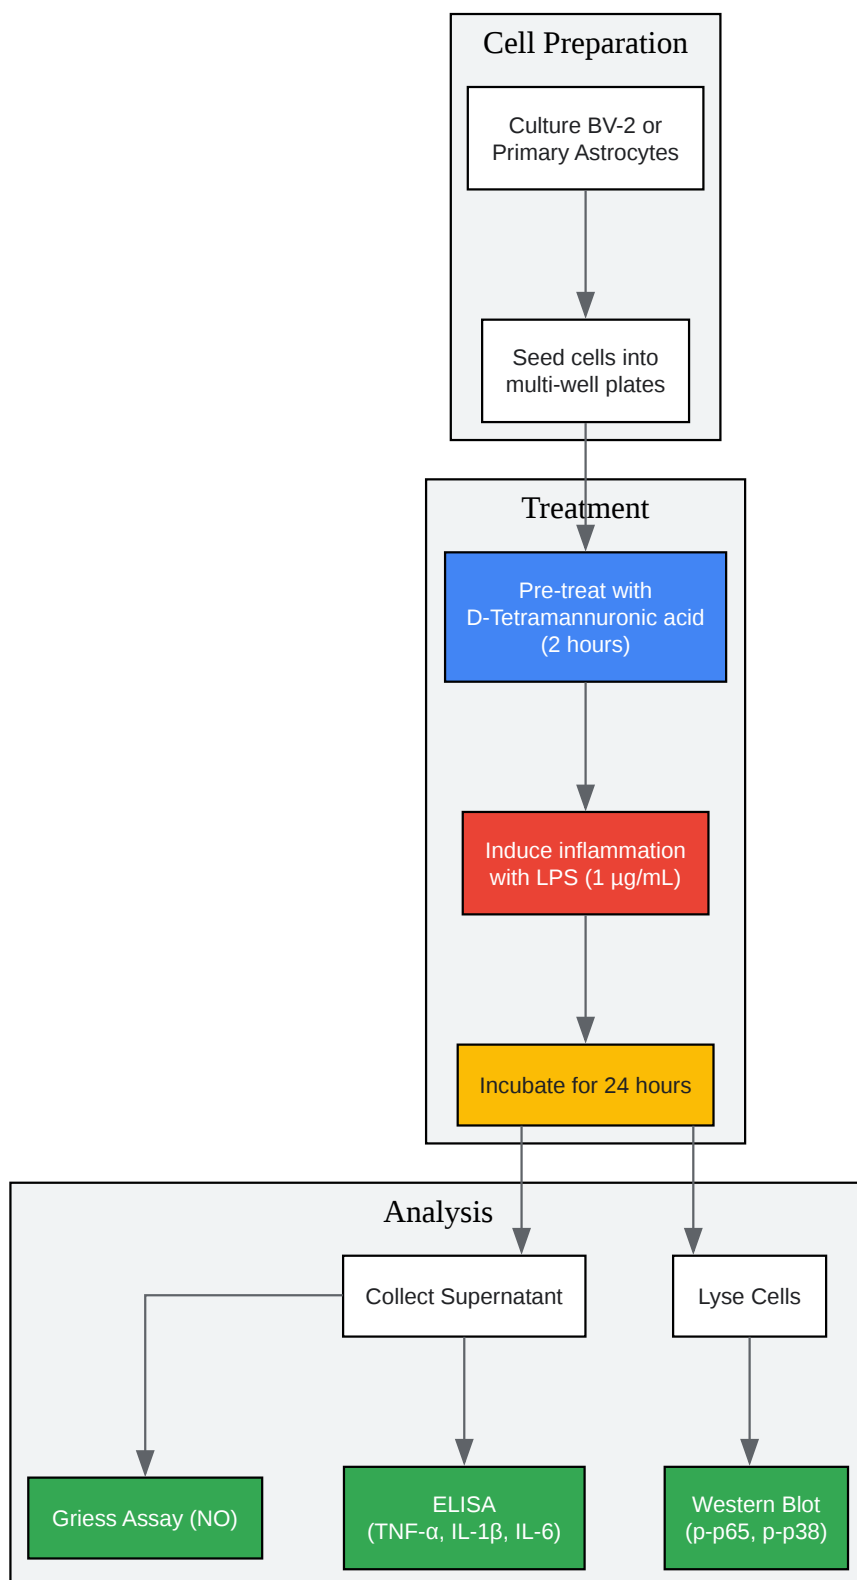 Cell Preparation
Culture BV-2 or
Primary Astrocytes
Seed cells into
multi-well plates
Treatment
Pre-treat with
D-Tetramannuronic acid
(2 hours)
Induce inflammation
with LPS (1 µg/mL)
Incubate for 24 hours
Analysis
Collect Supernatant
Lyse Cells
Griess Assay (NO)
ELISA
(TNF-α, IL-1β, IL-6)
Western Blot
(p-p65, p-p38)